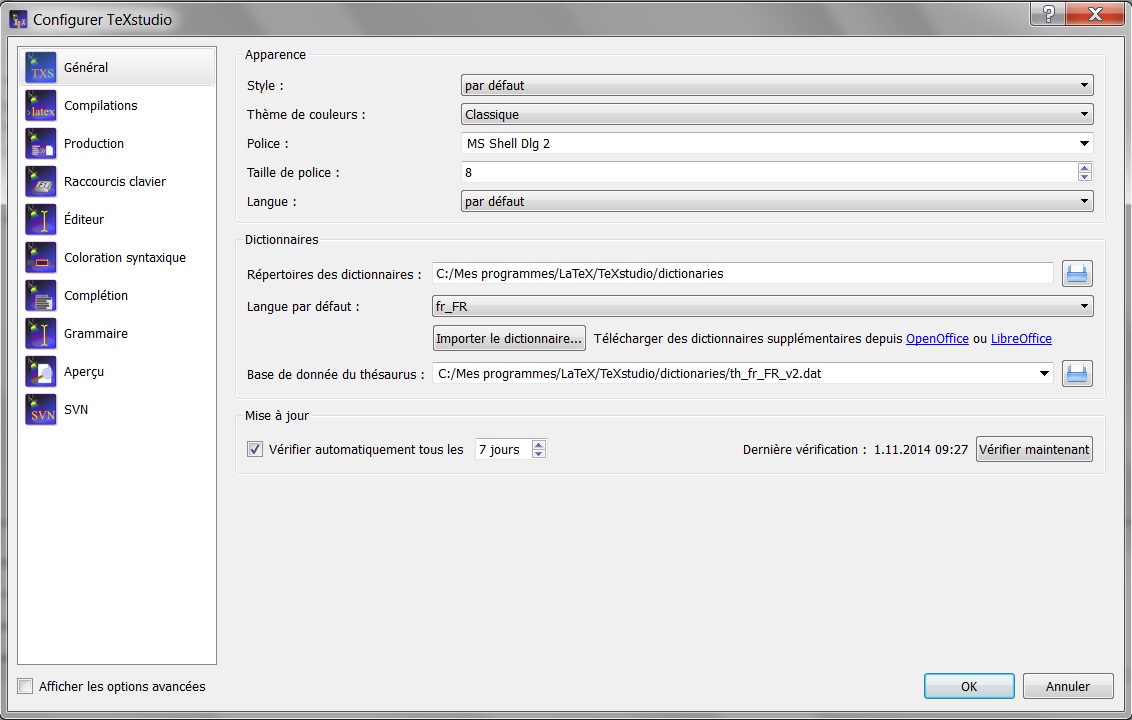 Configurer TeXstudio
Général
Compilations
Production
Raccourcis clavier
Éditeur
Coloration syntaxique
Complétion
Grammaire
Aperçu
SVN
Afficher les options avancées
Apparence
Style : par défaut
Thème de couleurs : Classique
Police : MS Shell Dlg 2
Taille de police : 8
Langue : par défaut
Dictionnaires
Répertoires des dictionnaires : C:/Mes programmes/LaTeX/TeXstudio/dictionaries
Langue par défaut : fr_FR
Importer le dictionnaire... Télécharger des dictionnaires supplémentaires depuis OpenOffice ou LibreOffice
Base de donnée du thésaurus : C:/Mes programmes/LaTeX/TeXstudio/dictionaries/th_fr_FR_v2.dat
Mise à jour
Vérifier automatiquement tous les 7 jours Dernière vérification : 1.11.2014 09:27 Vérifier maintenant
OK Annuler